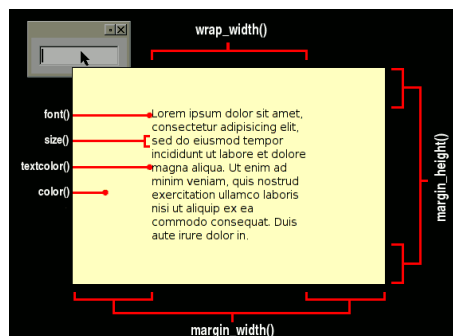 wrap_width()
font()
size()
textcolor()
color()
Lorem ipsum dolor sit amet,
consectetur adipisicing elit,
sed do eiusmod tempor
incididunt ut labore et dolore
magna aliqua. Ut enim ad
minim veniam, quis nostrud
exercitation ullamco laboris
nisi ut aliquip ex ea
commodo consequat. Duis
aute irure dolor in.
margin_height()
margin_width()